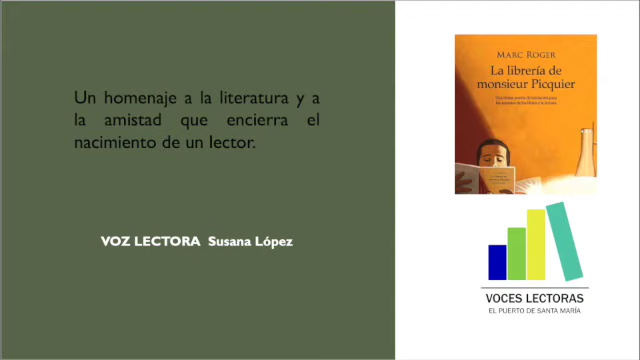 Un homenaje a la literatura y a
la amistad que encierra el
nacimiento de un lector.
VOZ LECTORA Susana López
MARC ROGER
La librería de
monsieur Picquier
VOCES LECTORAS
EL PUERTO DE SANTA MARÍA